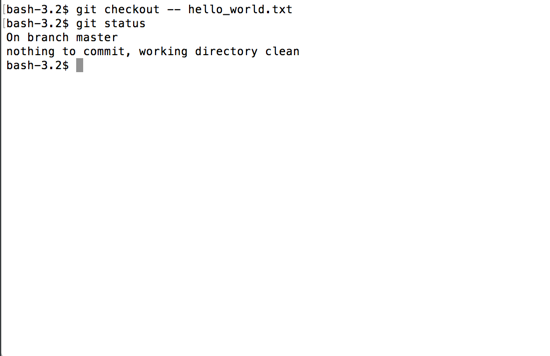 [bash-3.2$ git checkout -- hello_world.txt
[bash-3.2$ git status
On branch master
nothing to commit, working directory clean
bash-3.2$